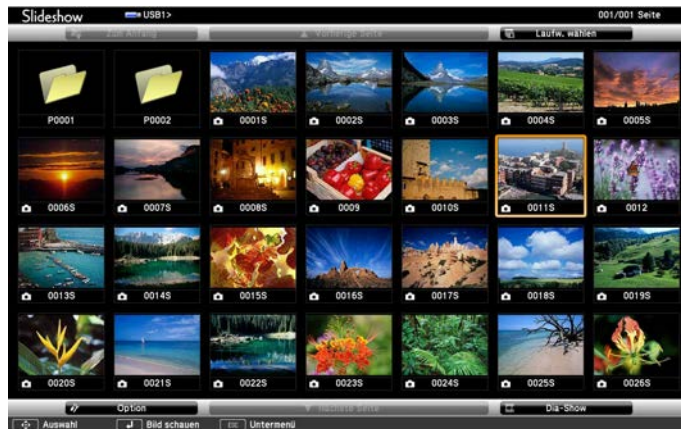 Slideshow USB1> 001/001 Seite
Zum Anfang ▲ Vorherige Seite Laufw. wählen
P0001 P0002 0001S 0002S 0003S 0004S 0005S
0006S 0007S 0008S 0009 0010S 0011S 0012
0013S 0014S 0015S 0016S 0017S 0018S 0019S
0020S 0021S 0022S 0023S 0024S 0025S 0026S
Option ▼ Nächste Seite Dia-Show
Auswahl Bild schauen ESC Untermenü